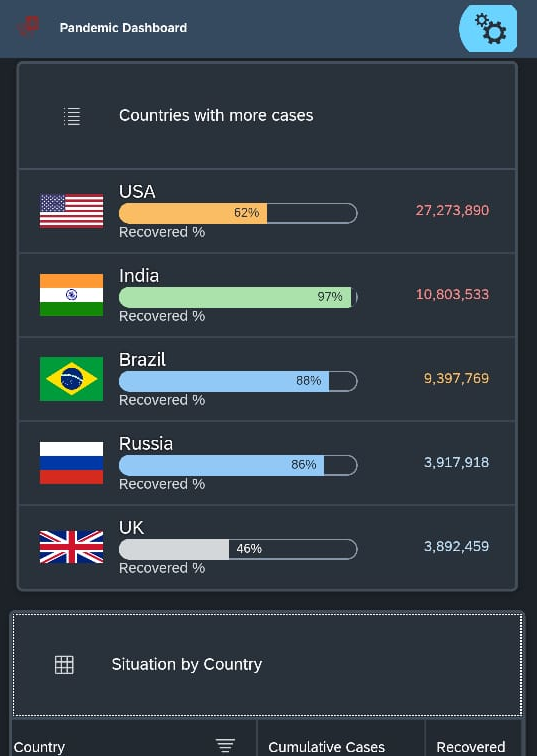 Pandemic Dashboard
Countries with more cases
USA
62%
27,273,890
Recovered %
India
97%
10,803,533
Recovered %
Brazil
88%
9,397,769
Recovered %
Russia
86%
3,917,918
Recovered %
UK
46%
3,892,459
Recovered %
Situation by Country
Country Cumulative Cases Recovered